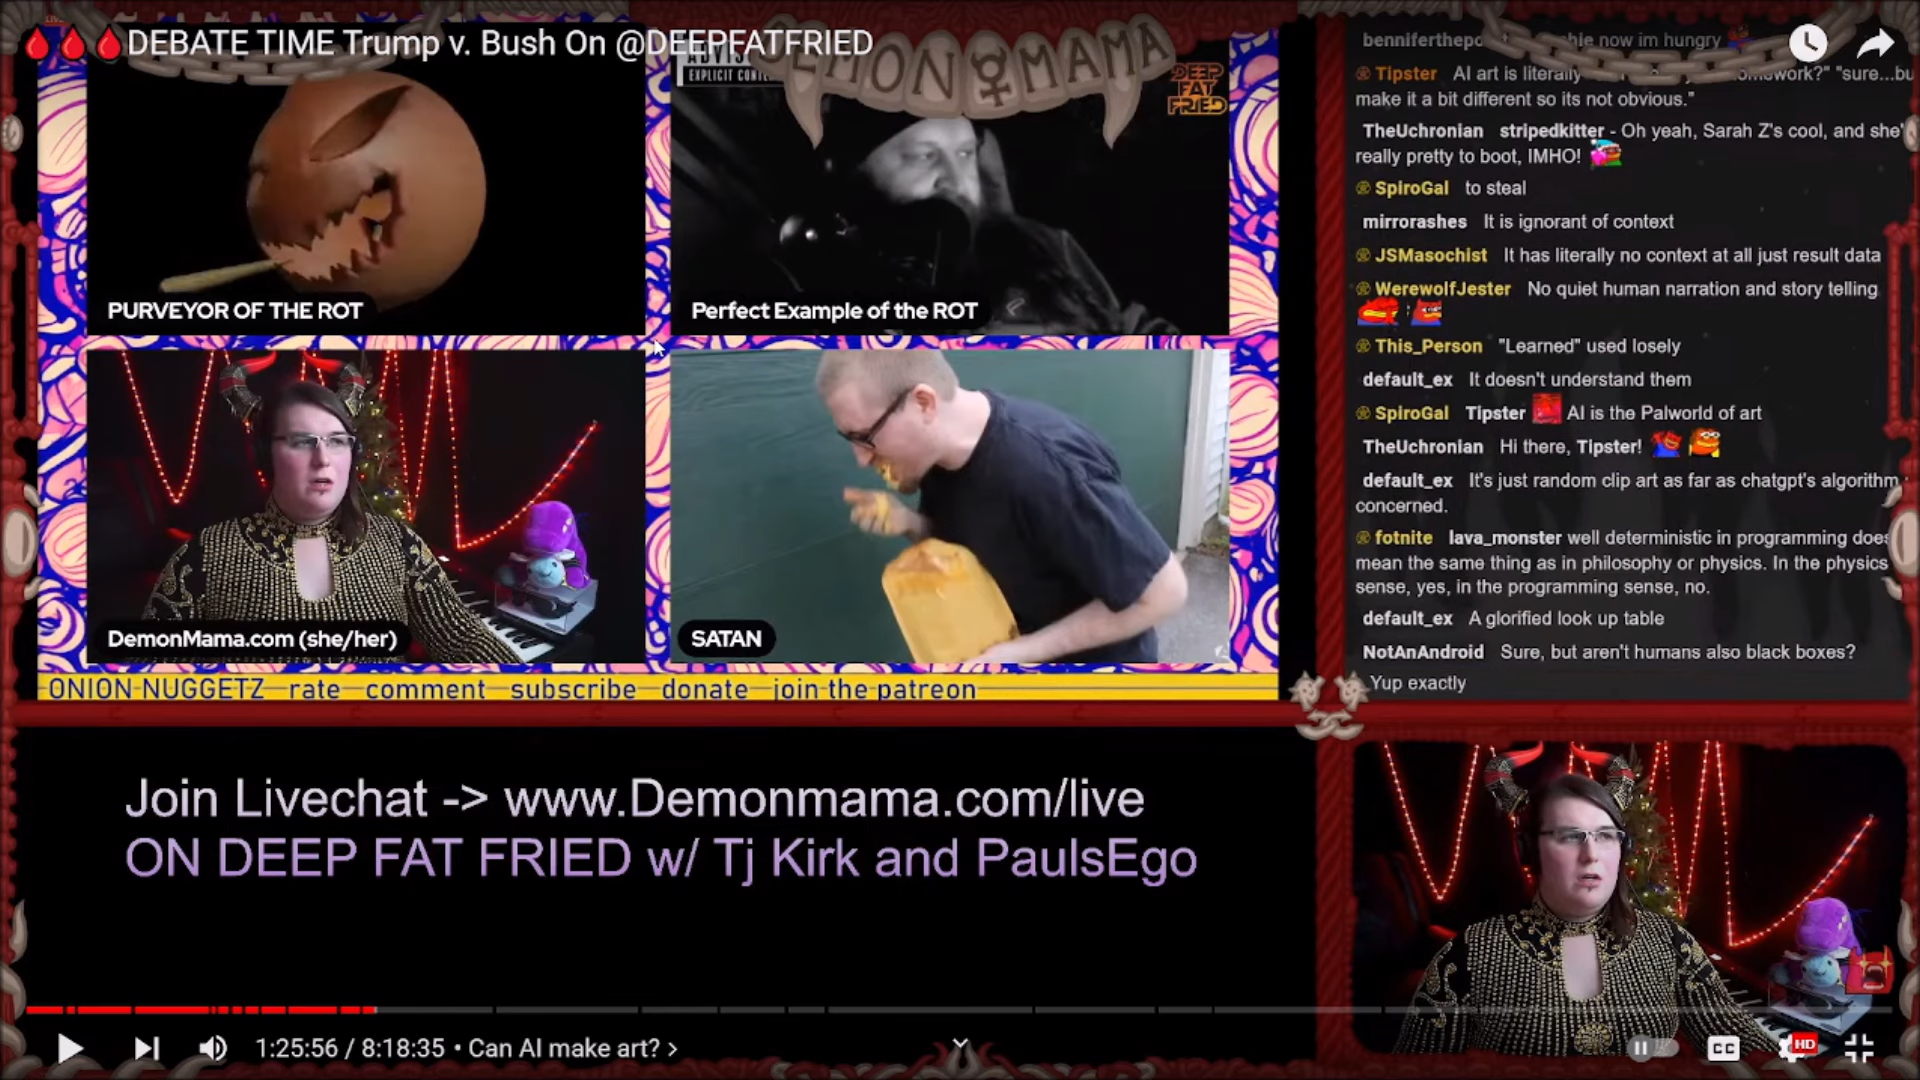 DEBATE TIME Trump v. Bush On @DEEPFATFRIED
EXPLICIT
DEMON MAMA
DEEP
FAT
FRIED
PURVEYOR OF THE ROT
Perfect Example of the ROT
DemonMama.com (she/her)
SATAN
ONION NUGGETZ rate comment subscribe donate join the patreon
now im hungry
Tipster AI art is literally
make it a bit different so its not obvious."
TheUchronian stripedkitter - Oh yeah, Sarah Z's cool, and she'
really pretty to boot, IMHO!
SpiroGal to steal
mirrorashes It is ignorant of context
JSMasochist It has literally no context at all just result data
WerewolfJester No quiet human narration and story telling
This_Person "Learned" used losely
default_ex It doesn't understand them
SpiroGal Tipster AI is the Palworld of art
TheUchronian Hi there, Tipster!
default_ex It's just random clip art as far as chatgpt's algorithm
concerned.
fotnite lava_monster well deterministic in programming does
mean the same thing as in philosophy or physics. In the physics
sense, yes, in the programming sense, no.
default_ex A glorified look up table
NotAnAndroid Sure, but aren't humans also black boxes?
Yup exactly
Join Livechat -> www.Demonmama.com/live
ON DEEP FAT FRIED w/ Tj Kirk and PaulsEgo
1:25:56 / 8:18:35 • Can AI make art? >
CC
HD